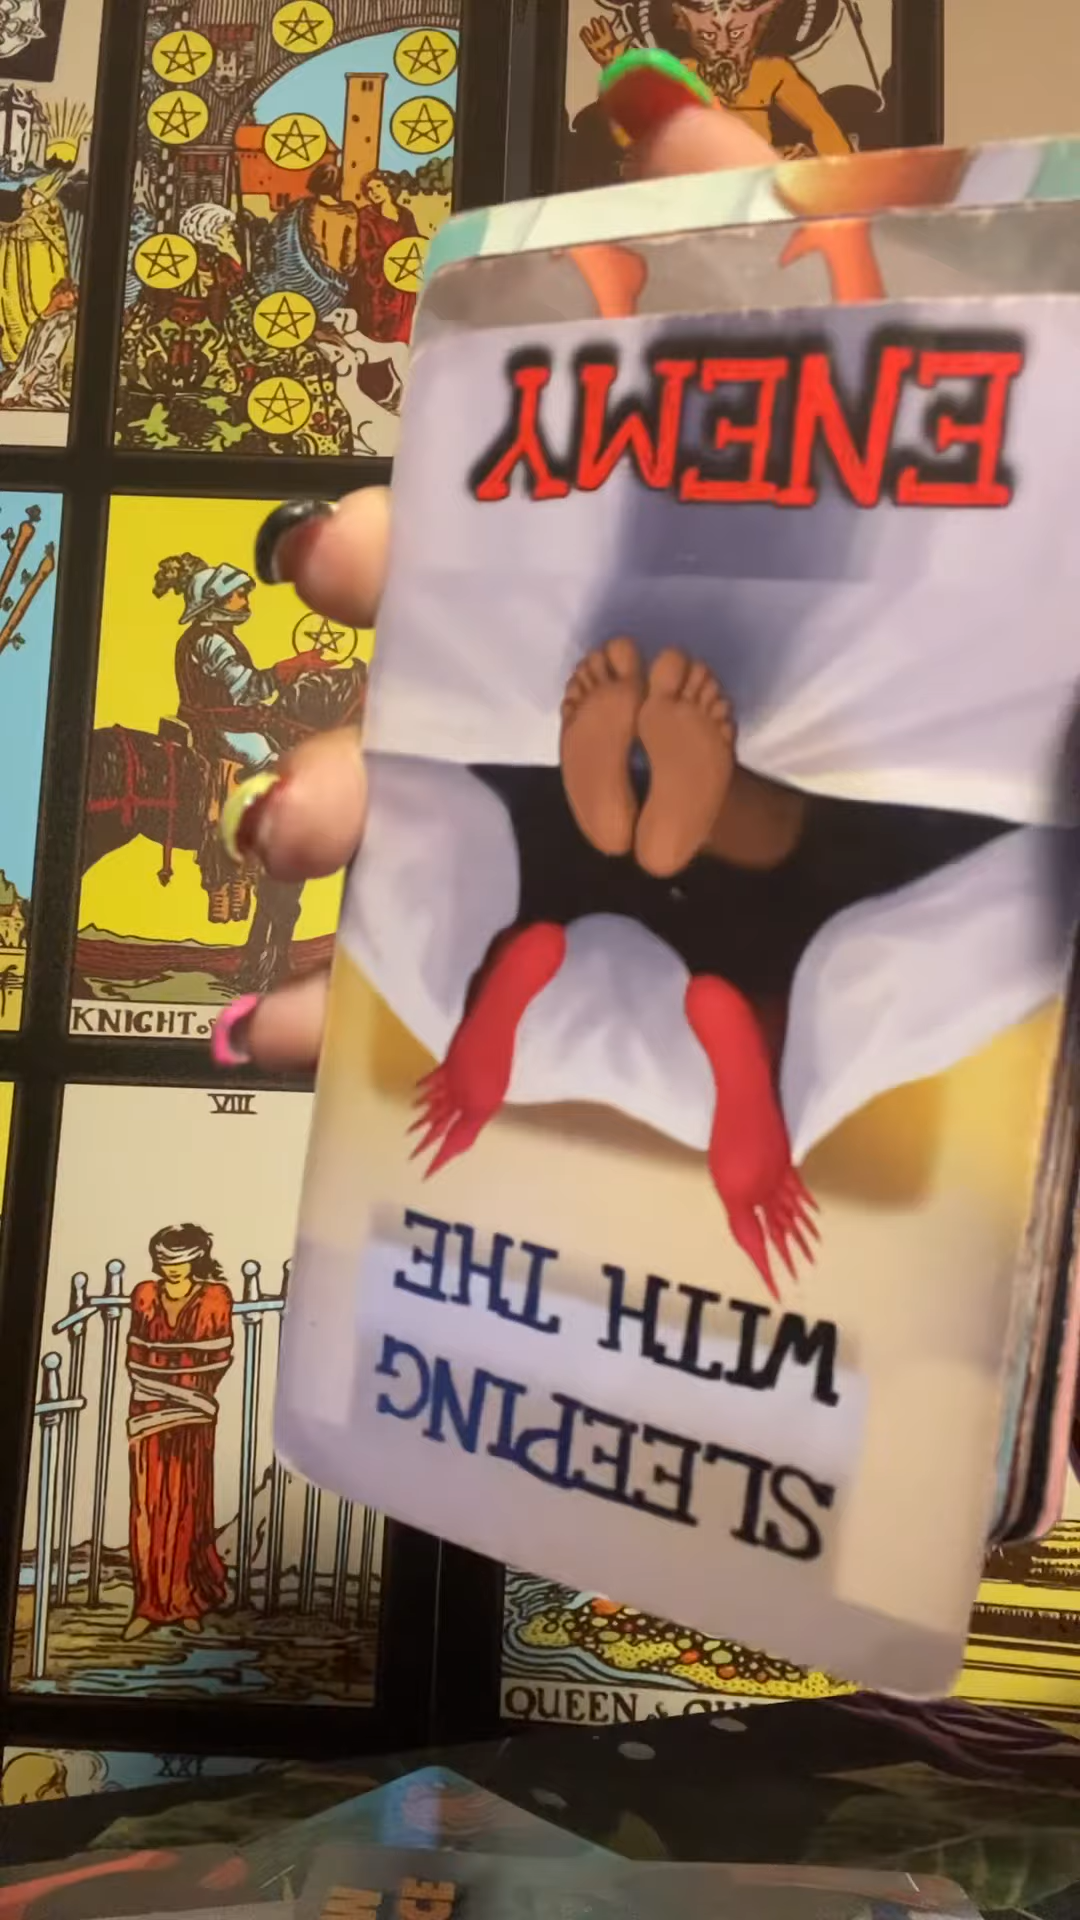 SLEEPING
WITH THE
ENEMY
KNIGHT
VIII
QUEEN
XXI